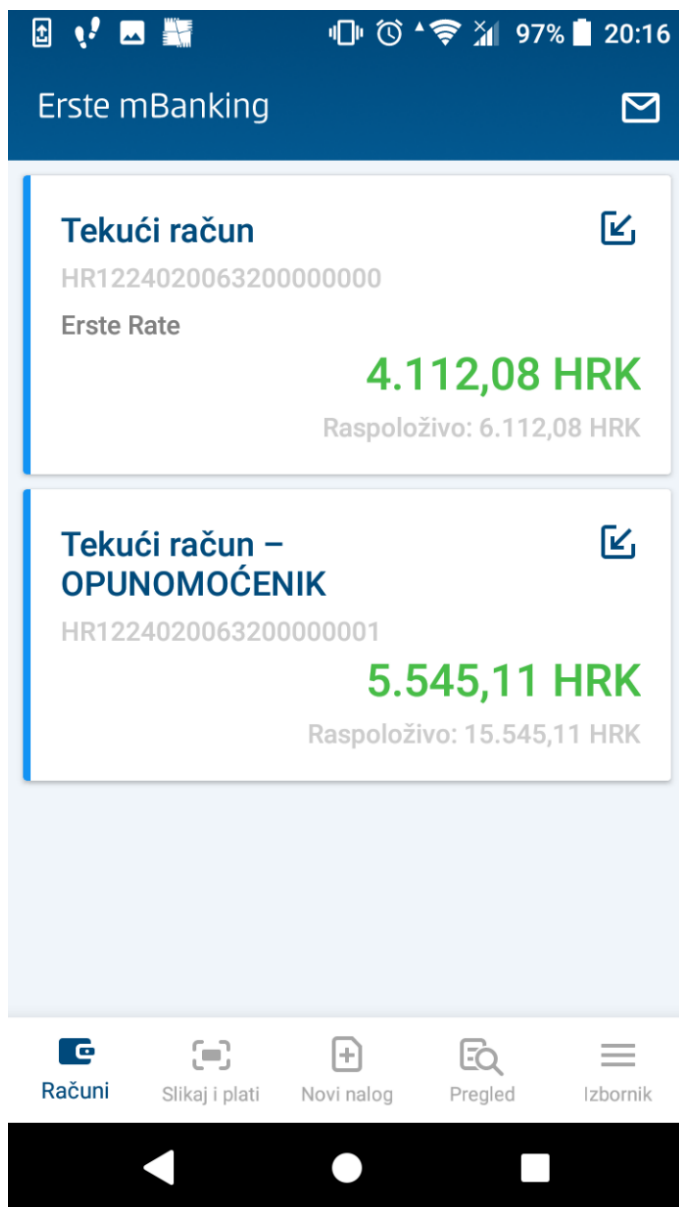 97% 20:16
Erste mBanking
Tekući račun
HR1224020063200000000
Erste Rate
4.112,08 HRK
Raspoloživo: 6.112,08 HRK
Tekući račun –
OPUNOMOĆENIK
HR1224020063200000001
5.545,11 HRK
Raspoloživo: 15.545,11 HRK
Računi Slikaj i plati Novi nalog Pregled Izbornik